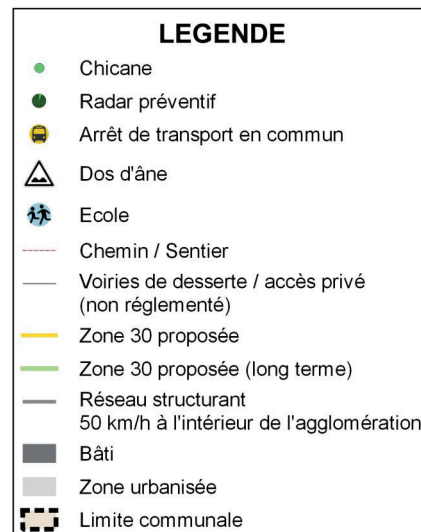 LEGENDE
Chicane
Radar préventif
Arrêt de transport en commun
Dos d'âne
Ecole
Chemin / Sentier
Voiries de desserte / accès privé
(non réglementé)
Zone 30 proposée
Zone 30 proposée (long terme)
Réseau structurant
50 km/h à l'intérieur de l'agglomération
Bâti
Zone urbanisée
Limite communale